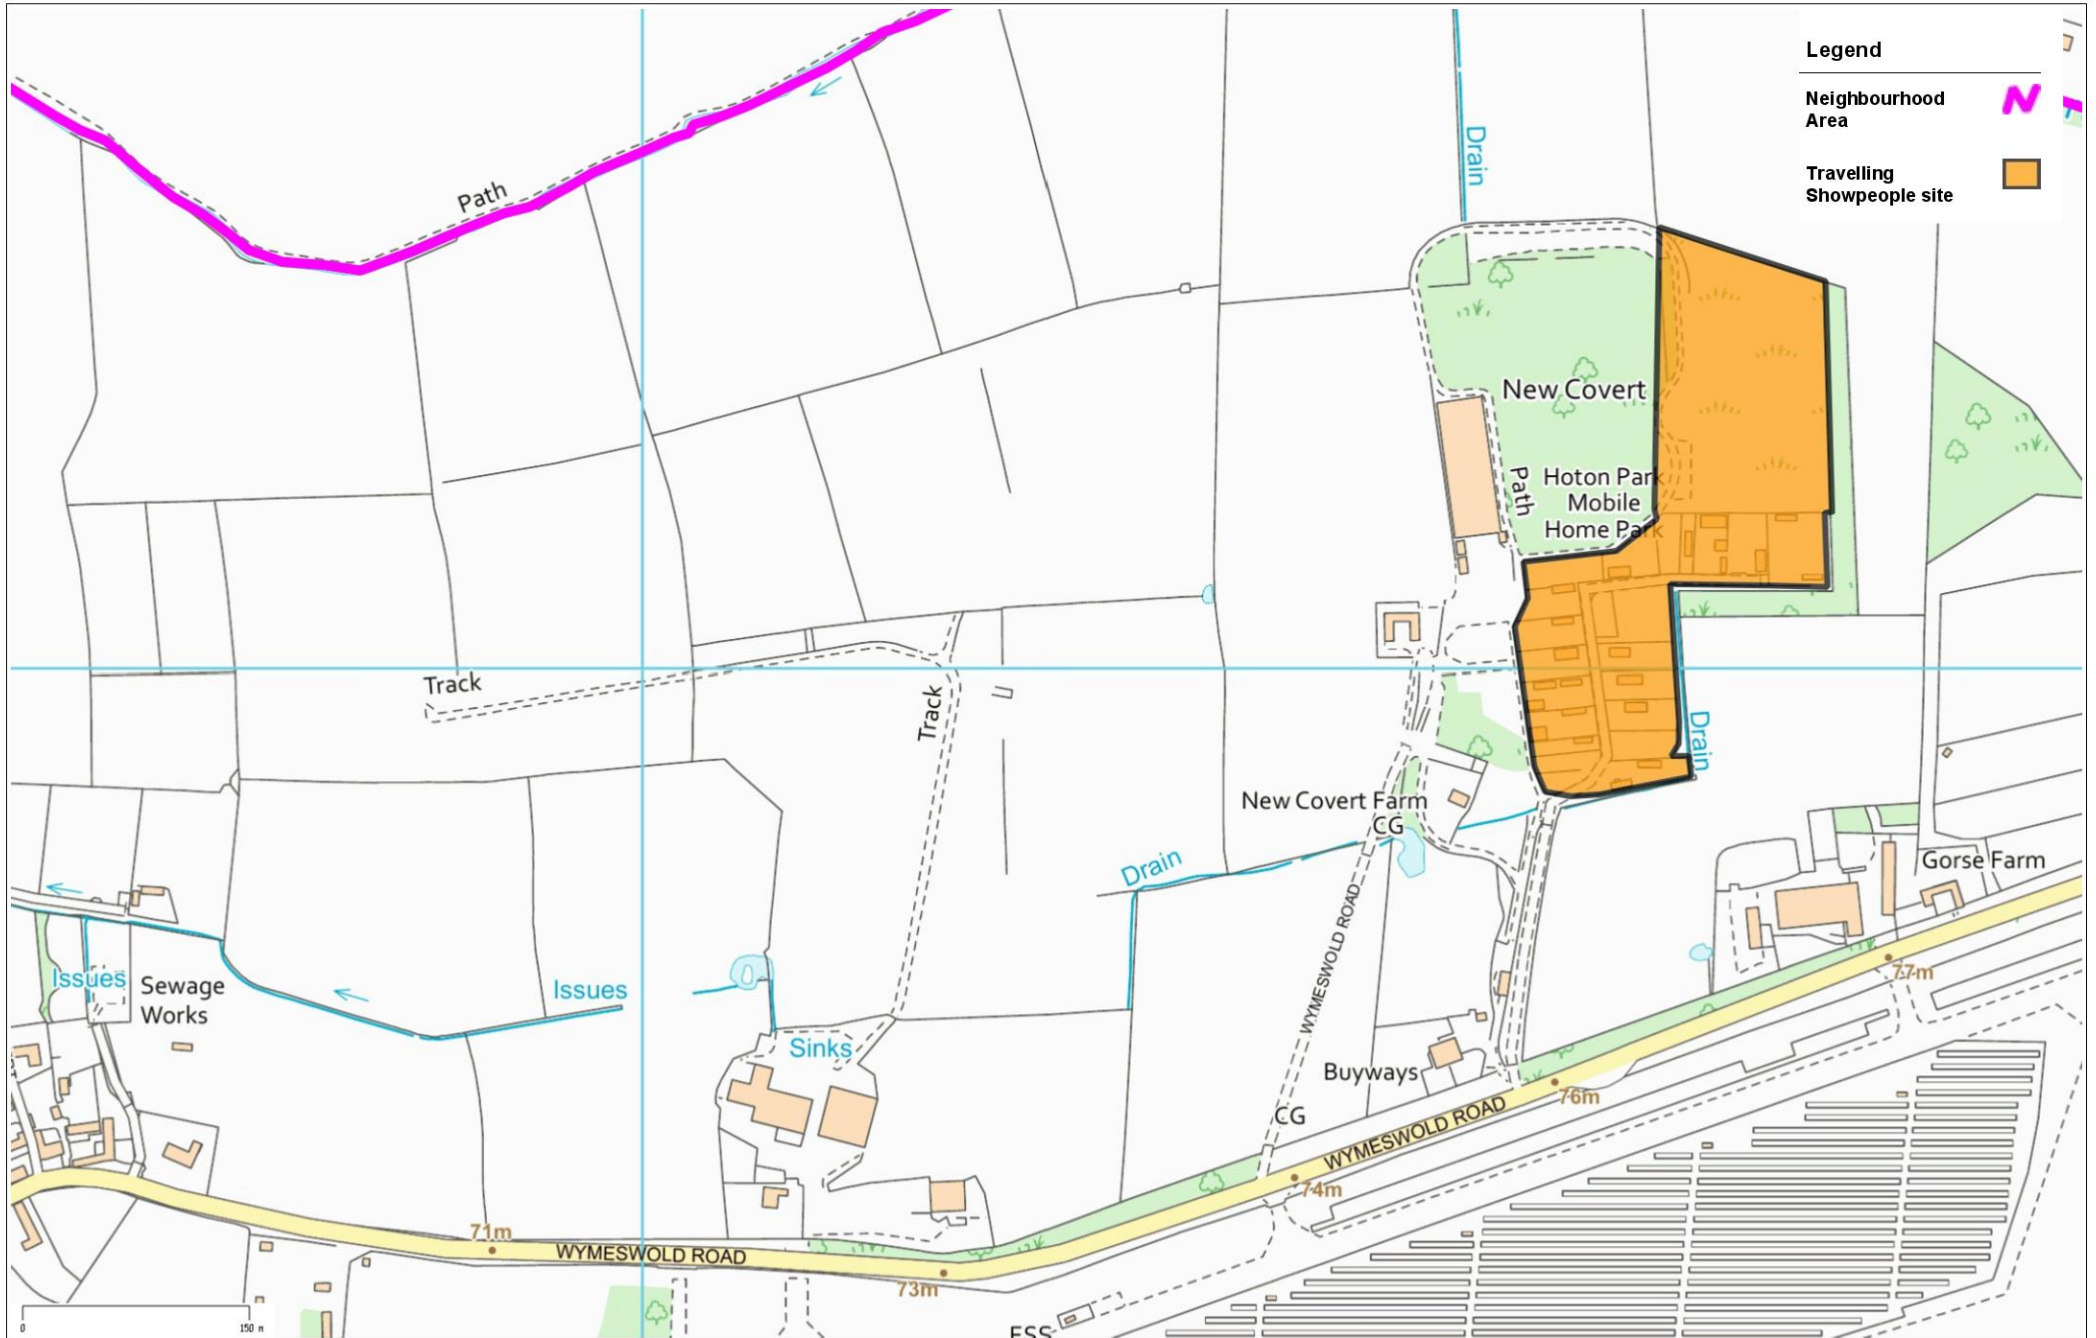 Legend
Neighbourhood
Area
Travelling
Showpeople site
Drain
Path
New Covert
Hoton Park
Mobile
Home Park
Path
Track
Track
Drain
New Covert Farm
CG
Drain
Gorse Farm
WYMESWOLD ROAD
77m
Issues
Sewage
Works
Issues
Sinks
Buyways
76m
CG
WYMESWOLD ROAD
74m
71m
WYMESWOLD ROAD
73m
0
150 m
ESS